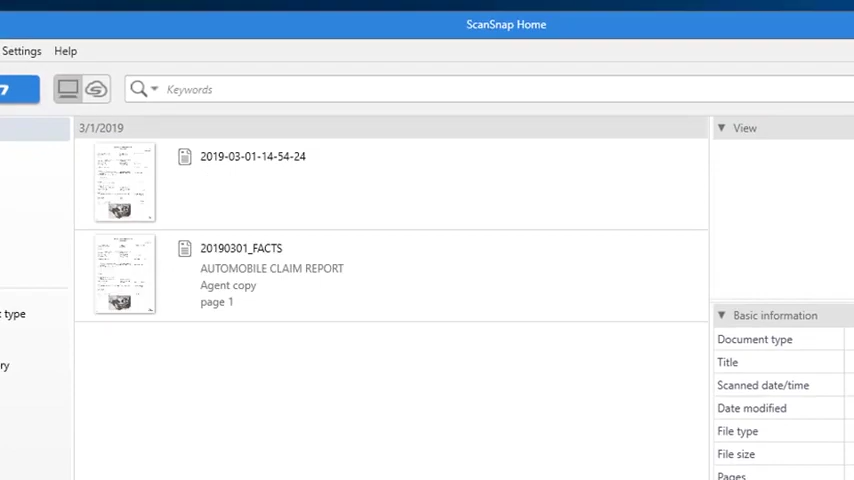 ScanSnap Home
Settings Help
Keywords
3/1/2019
2019-03-01-14-54-24
20190301_FACTS
AUTOMOBILE CLAIM REPORT
Agent copy
page 1
type
ry
View
Basic information
Document type
Title
Scanned date/time
Date modified
File type
File size
Pages